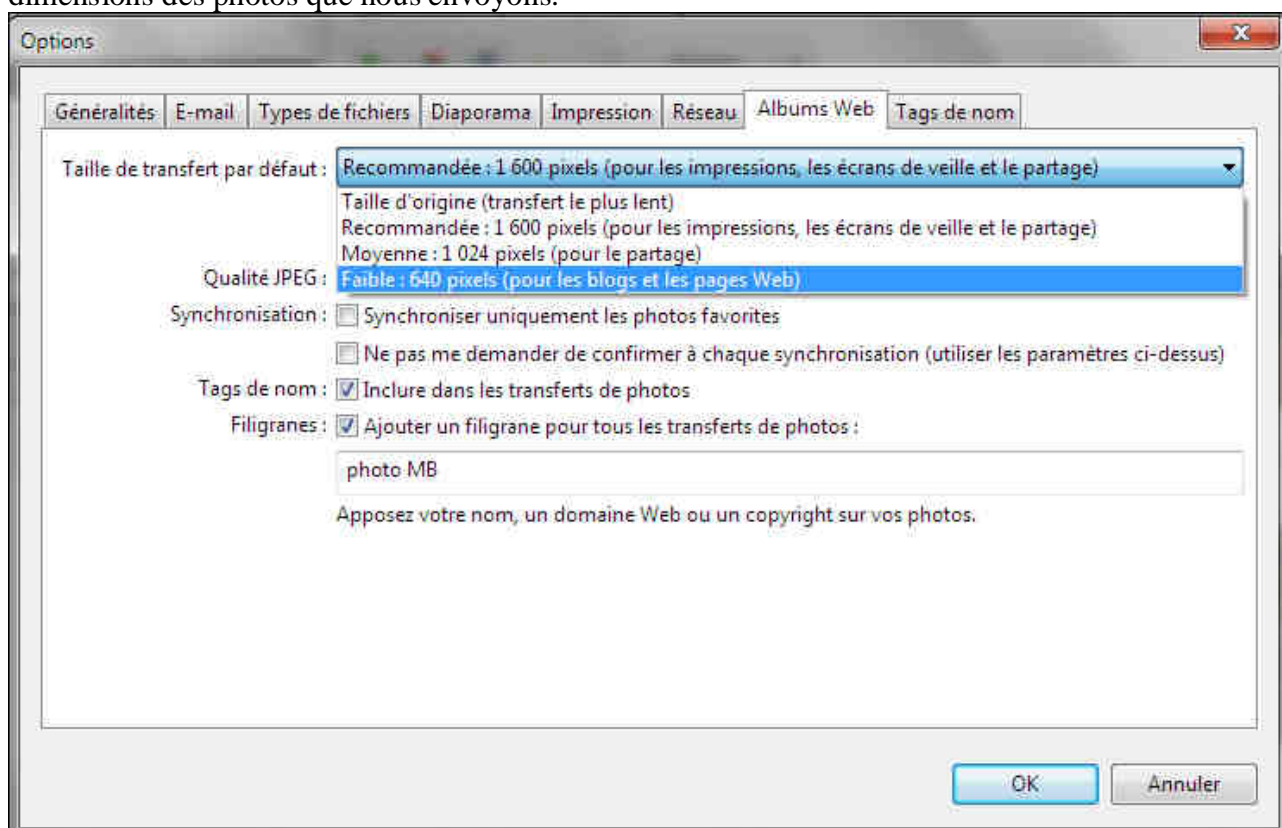 dimensions des photos que nous envoyons.
Options
Généralités E-mail Types de fichiers Diaporama Impression Réseau Albums Web Tags de nom
Taille de transfert par défaut : Recommandée : 1 600 pixels (pour les impressions, les écrans de veille et le partage)
Taille d'origine (transfert le plus lent)
Recommandée : 1 600 pixels (pour les impressions, les écrans de veille et le partage)
Moyenne : 1 024 pixels (pour le partage)
Qualité JPEG : Faible : 640 pixels (pour les blogs et les pages Web)
Synchronisation : Synchroniser uniquement les photos favorites
Ne pas me demander de confirmer à chaque synchronisation (utiliser les paramètres ci-dessus)
Tags de nom : Inclure dans les transferts de photos
Filigranes : Ajouter un filigrane pour tous les transferts de photos :
photo MB
Apposez votre nom, un domaine Web ou un copyright sur vos photos.
OK Annuler